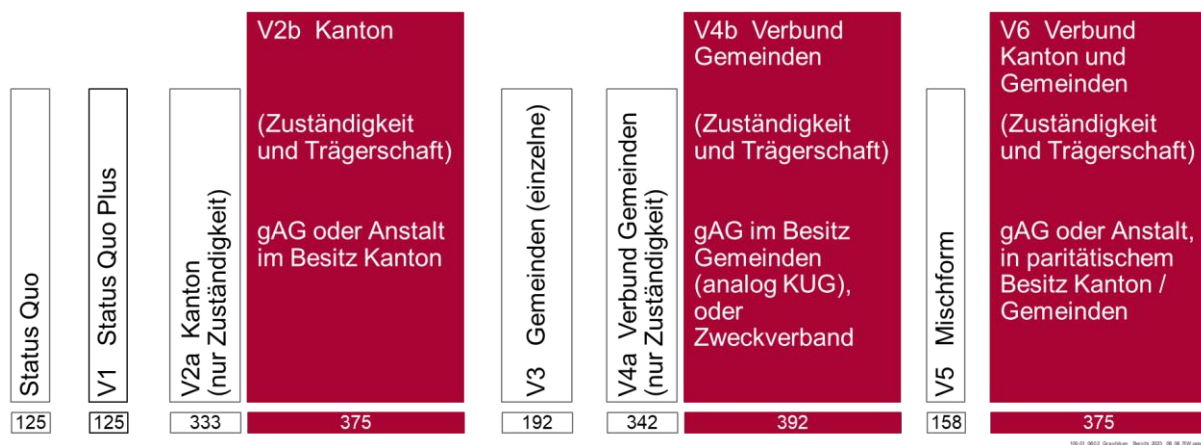 Status Quo
V1 Status Quo Plus
V2a Kanton
(nur Zuständigkeit)
V2b Kanton
(Zuständigkeit
und Trägerschaft)
gAG oder Anstalt
im Besitz Kanton
V3 Gemeinden (einzelne)
V4a Verbund Gemeinden
(nur Zuständigkeit)
V4b Verbund
Gemeinden
(Zuständigkeit
und Trägerschaft)
gAG im Besitz
Gemeinden
(analog KUG),
oder
Zweckverband
V5 Mischform
V6 Verbund
Kanton und
Gemeinden
(Zuständigkeit
und Trägerschaft)
gAG oder Anstalt,
in paritätischem
Besitz Kanton /
Gemeinden
125
125
333
375
192
342
392
158
375